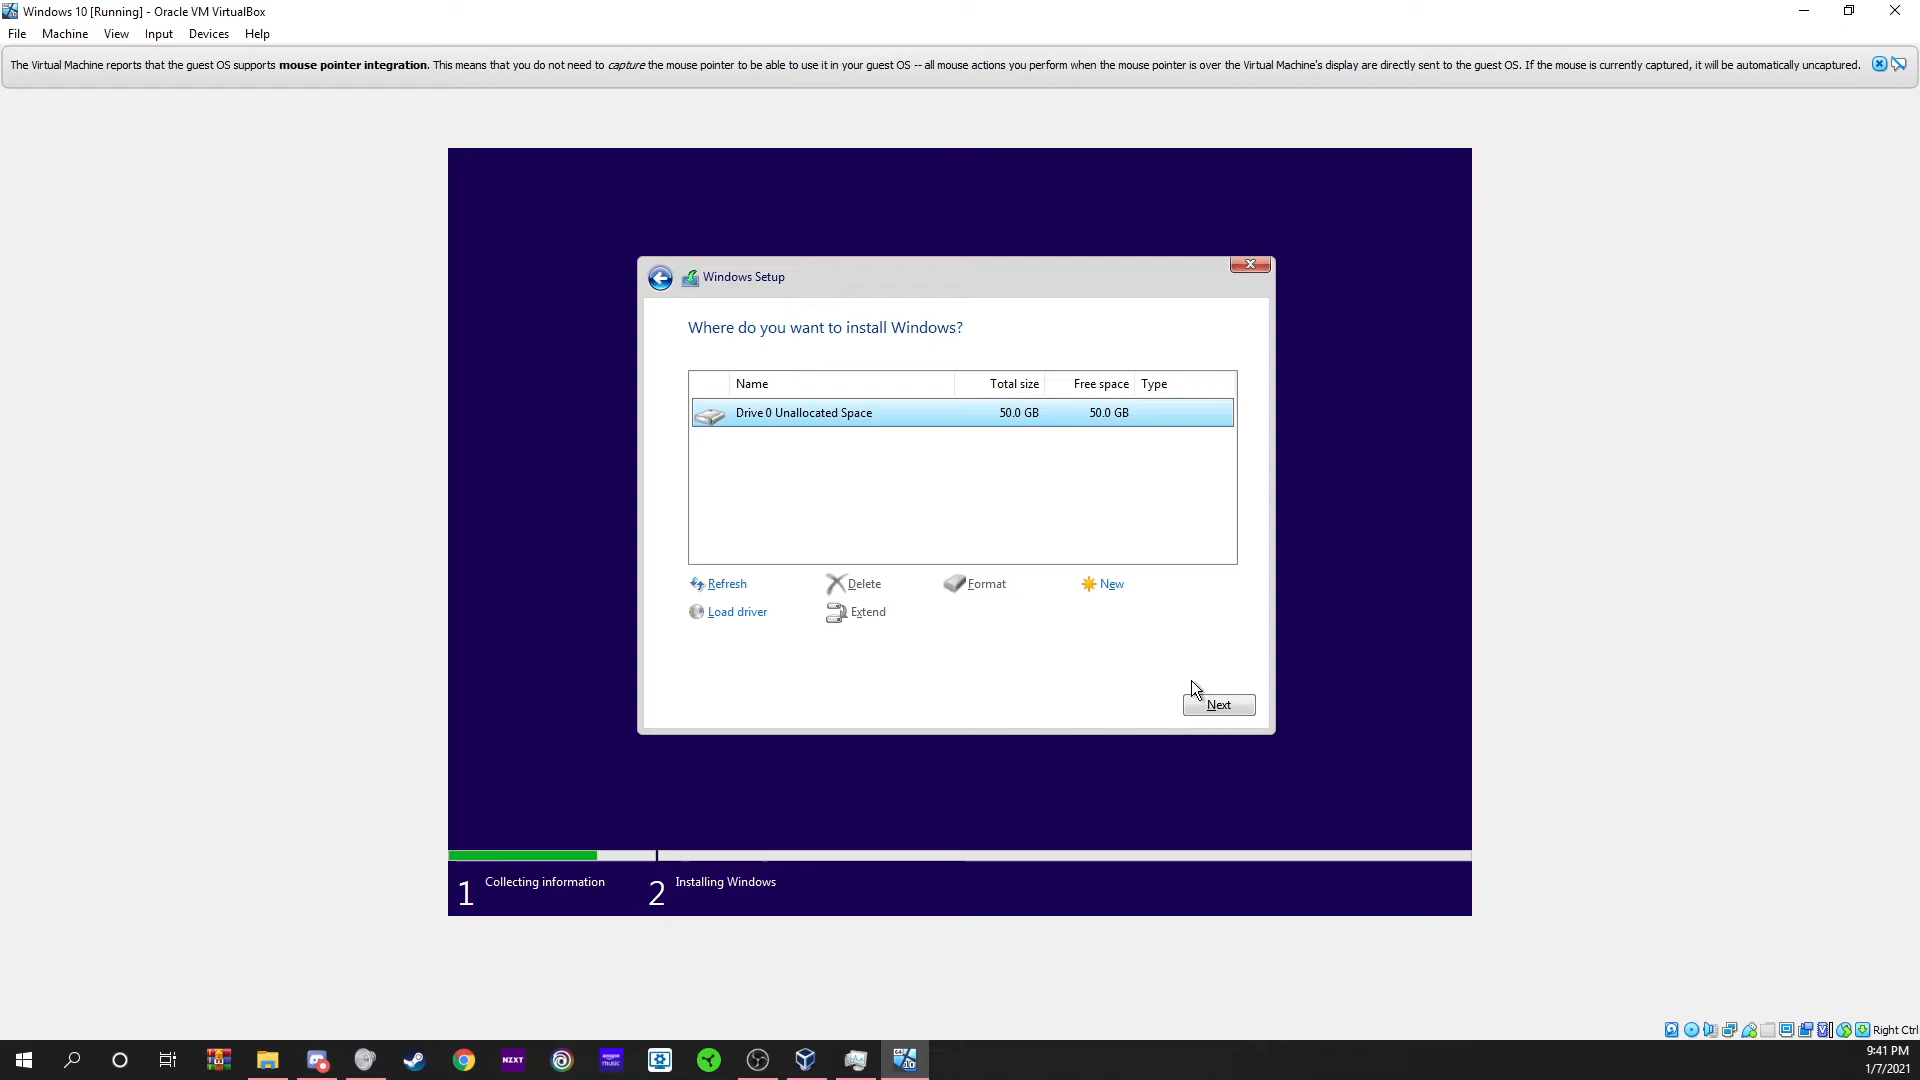 Windows 10 [Running] - Oracle VM VirtualBox
File Machine View Input Devices Help
The Virtual Machine reports that the guest OS supports mouse pointer integration. This means that you do not need to capture the mouse pointer to be able to use it in your guest OS -- all mouse actions you perform when the mouse pointer is over the Virtual Machine's display are directly sent to the guest OS. If the mouse is currently captured, it will be automatically uncaptured.
Windows Setup
Where do you want to install Windows?
Name Total size Free space Type
Drive 0 Unallocated Space 50.0 GB 50.0 GB
Refresh Delete Format New
Load driver Extend
Next
1 Collecting information 2 Installing Windows
Right Ctrl
NZXT
amazon music
9:41 PM
1/7/2021